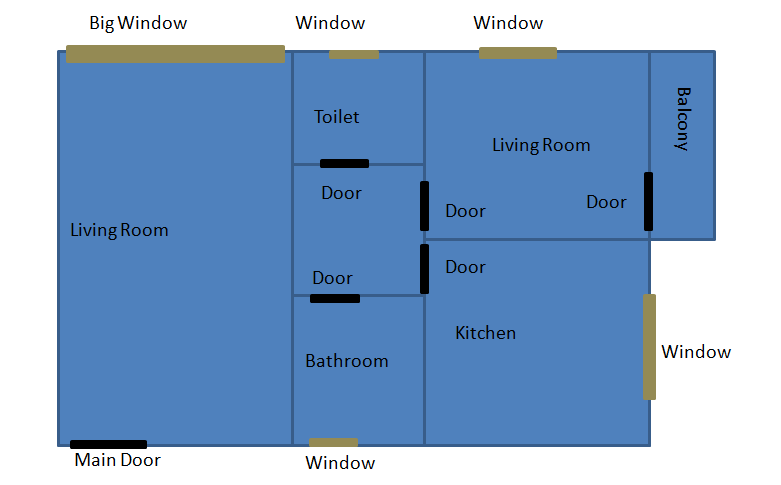 Big Window
Window
Window
Toilet
Balcony
Living Room
Door
Door
Door
Living Room
Door
Door
Kitchen
Window
Bathroom
Main Door
Window